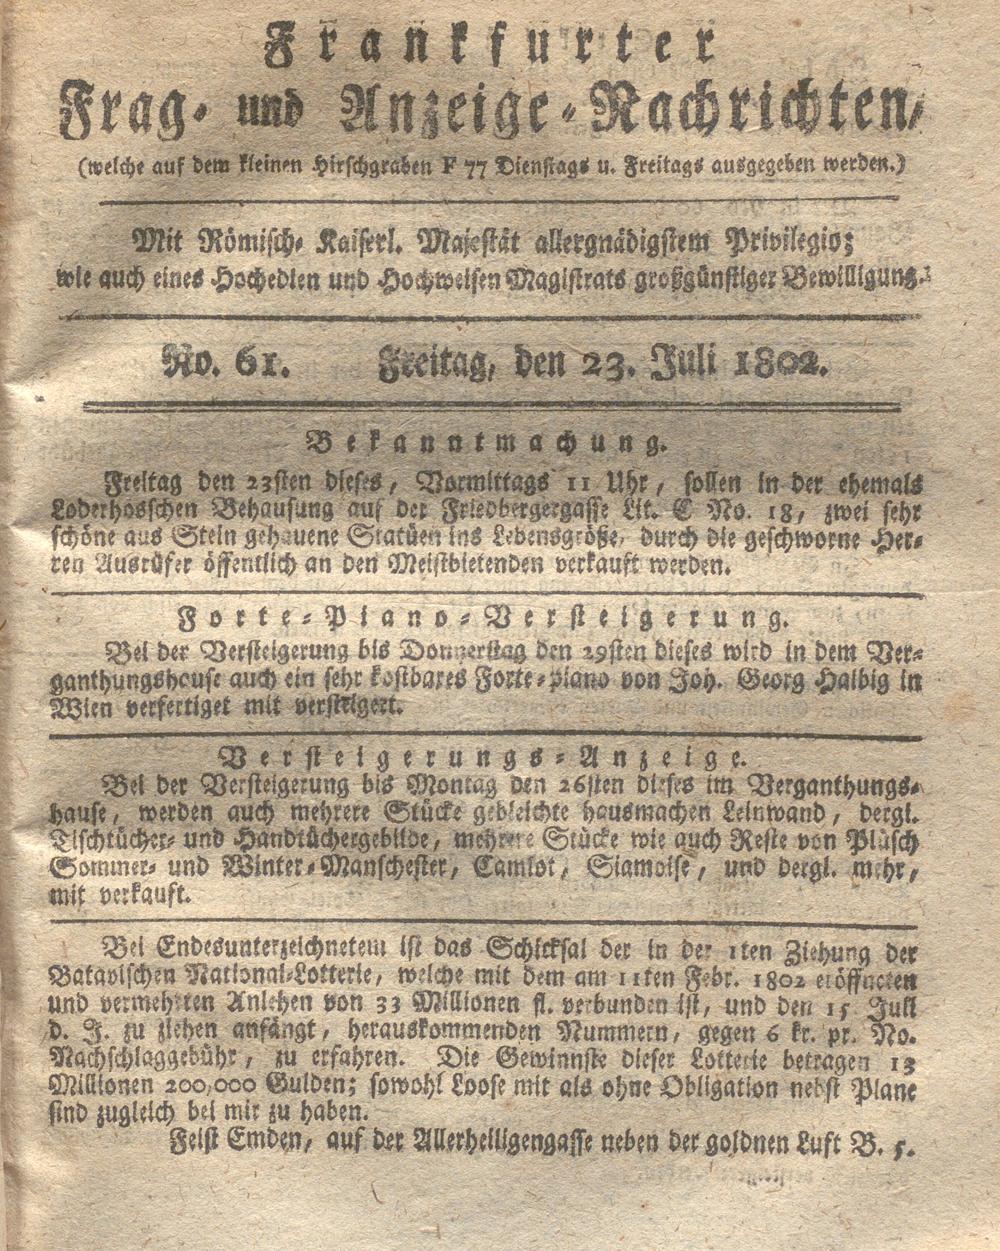 Frankfurter
Frag- und Anzeige-Nachrichten,
(welche auf dem kleinen Hirschgraben F 77 Dienstags u. Freitags ausgegeben werden.)
Mit Römisch- Kaiserl. Majestät allergnädigstem Privilegio;
wie auch eines Hochedlen und Hochweisen Magistrats großgünstiger Bewilligung.
No. 61. Freitag, den 23. Juli 1802.
Bekanntmachung.
Freitag den 23sten dieses, Vormittags 11 Uhr, sollen in der ehemals
Loderhosschen Behausung auf der Friedbergergasse Lit. C No. 18, zwei sehr
schöne aus Stein gehauene Statüen ins Lebensgröße, durch die geschworne Her-
ren Ausrüfer öffentlich an den Meistbietenden verkauft werden.
Forte-Piano-Versteigerung.
Bei der Versteigerung bis Donnerstag den 29sten dieses wird in dem Ver-
ganthungshause auch ein sehr kostbares Forte-piano von Joh. Georg Halbig in
Wien verfertiget mit versteigert.
Versteigerungs-Anzeige.
Bei der Versteigerung bis Montag den 26sten dieses im Verganthungs-
hause, werden auch mehrere Stücke gebleichte hausmachen Leinwand, dergl.
Tischtücher- und Handtüchergebilde, mehrere Stücke wie auch Reste von Plüsch
Sommer- und Winter-Manschester, Camlot, Siamoise, und dergl. mehr,
mit verkauft.
Bei Endesunterzeichnetem ist das Schicksal der in der 1ten Ziehung der
Batavischen National-Lotterie, welche mit dem am 11ten Febr. 1802 eröffneten
und vermehrten Anlehen von 33 Millionen fl. verbunden ist, und den 15 Juli
d. J. zu ziehen anfängt, herauskommenden Nummern, gegen 6 kr. pr. No.
Nachschlaggebühr, zu erfahren. Die Gewinnste dieser Lotterie betragen 13
Millionen 200,000 Gulden; sowohl Loose mit als ohne Obligation nebst Plane
sind zugleich bei mir zu haben.
Feist Emden, auf der Allerheiligengasse neben der goldnen Luft B. 5.